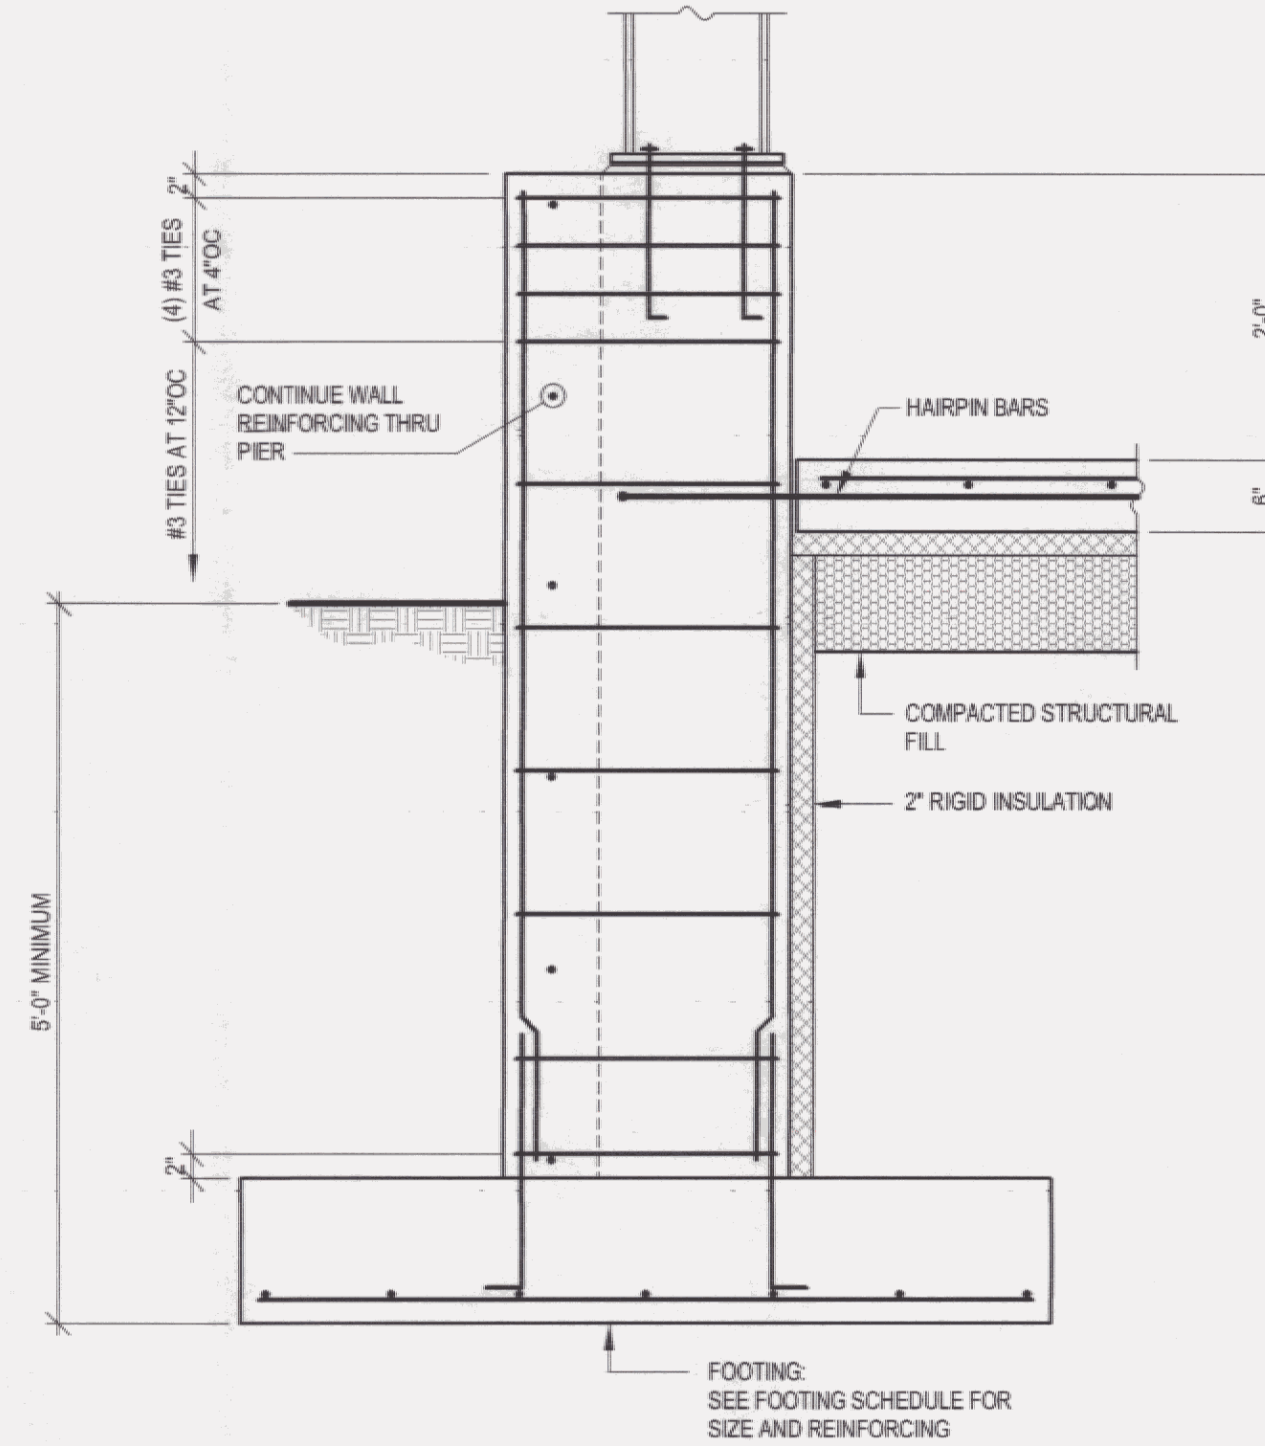 2"
(4) #3 TIES
AT 4"OC
#3 TIES AT 12"OC
CONTINUE WALL
REINFORCING THRU
PIER
HAIRPIN BARS
2'-0"
6"
COMPACTED STRUCTURAL
FILL
2" RIGID INSULATION
5'-0" MINIMUM
2"
FOOTING:
SEE FOOTING SCHEDULE FOR
SIZE AND REINFORCING